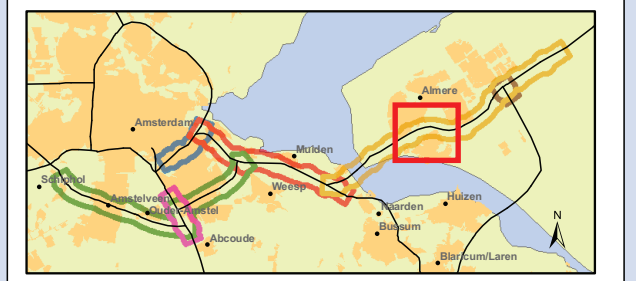 Almere
Amsterdam
Muiden
Schiphol
Weesp
Amstelveen
Ouder-Amstel
Naarden
Huizen
N
Bussum
Abcoude
Blaricum/Laren